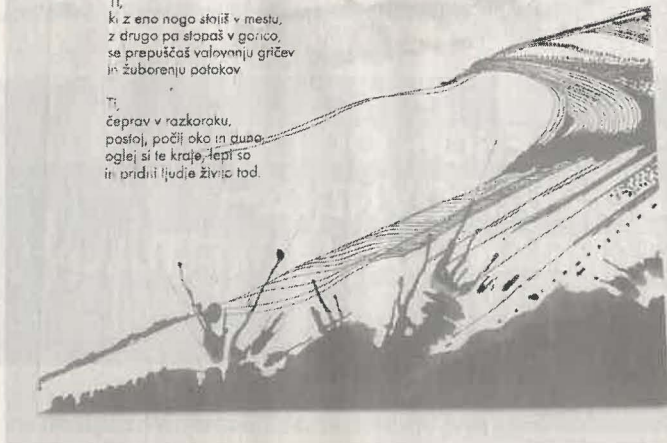 Ti,
ki z eno nogo stojiš v mestu,
z drugo pa stopaš v gorico,
se prepuščaš valovanju gričev
in žuborenju potokov
Ti,
čeprav v razkoraku,
postoj, počij oko in dušo,
oglej si te kraje, lepi so
in pridni ljudje živijo tod.